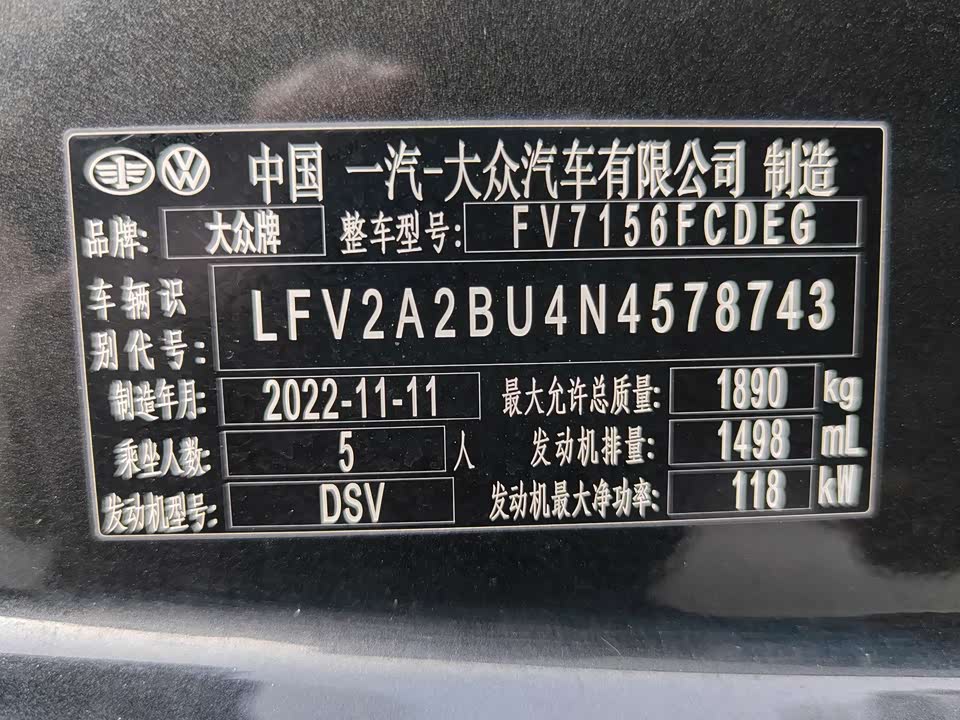 中国 一汽-大众汽车有限公司 制造
品牌: 大众牌 整车型号: FV7156FCDEG
车辆识别代号: LFV2A2BU4N4578743
制造年月: 2022-11-11 最大允许总质量: 1890 kg
乘坐人数: 5 人 发动机排量: 1498 mL
发动机型号: DSV 发动机最大净功率: 118 kW